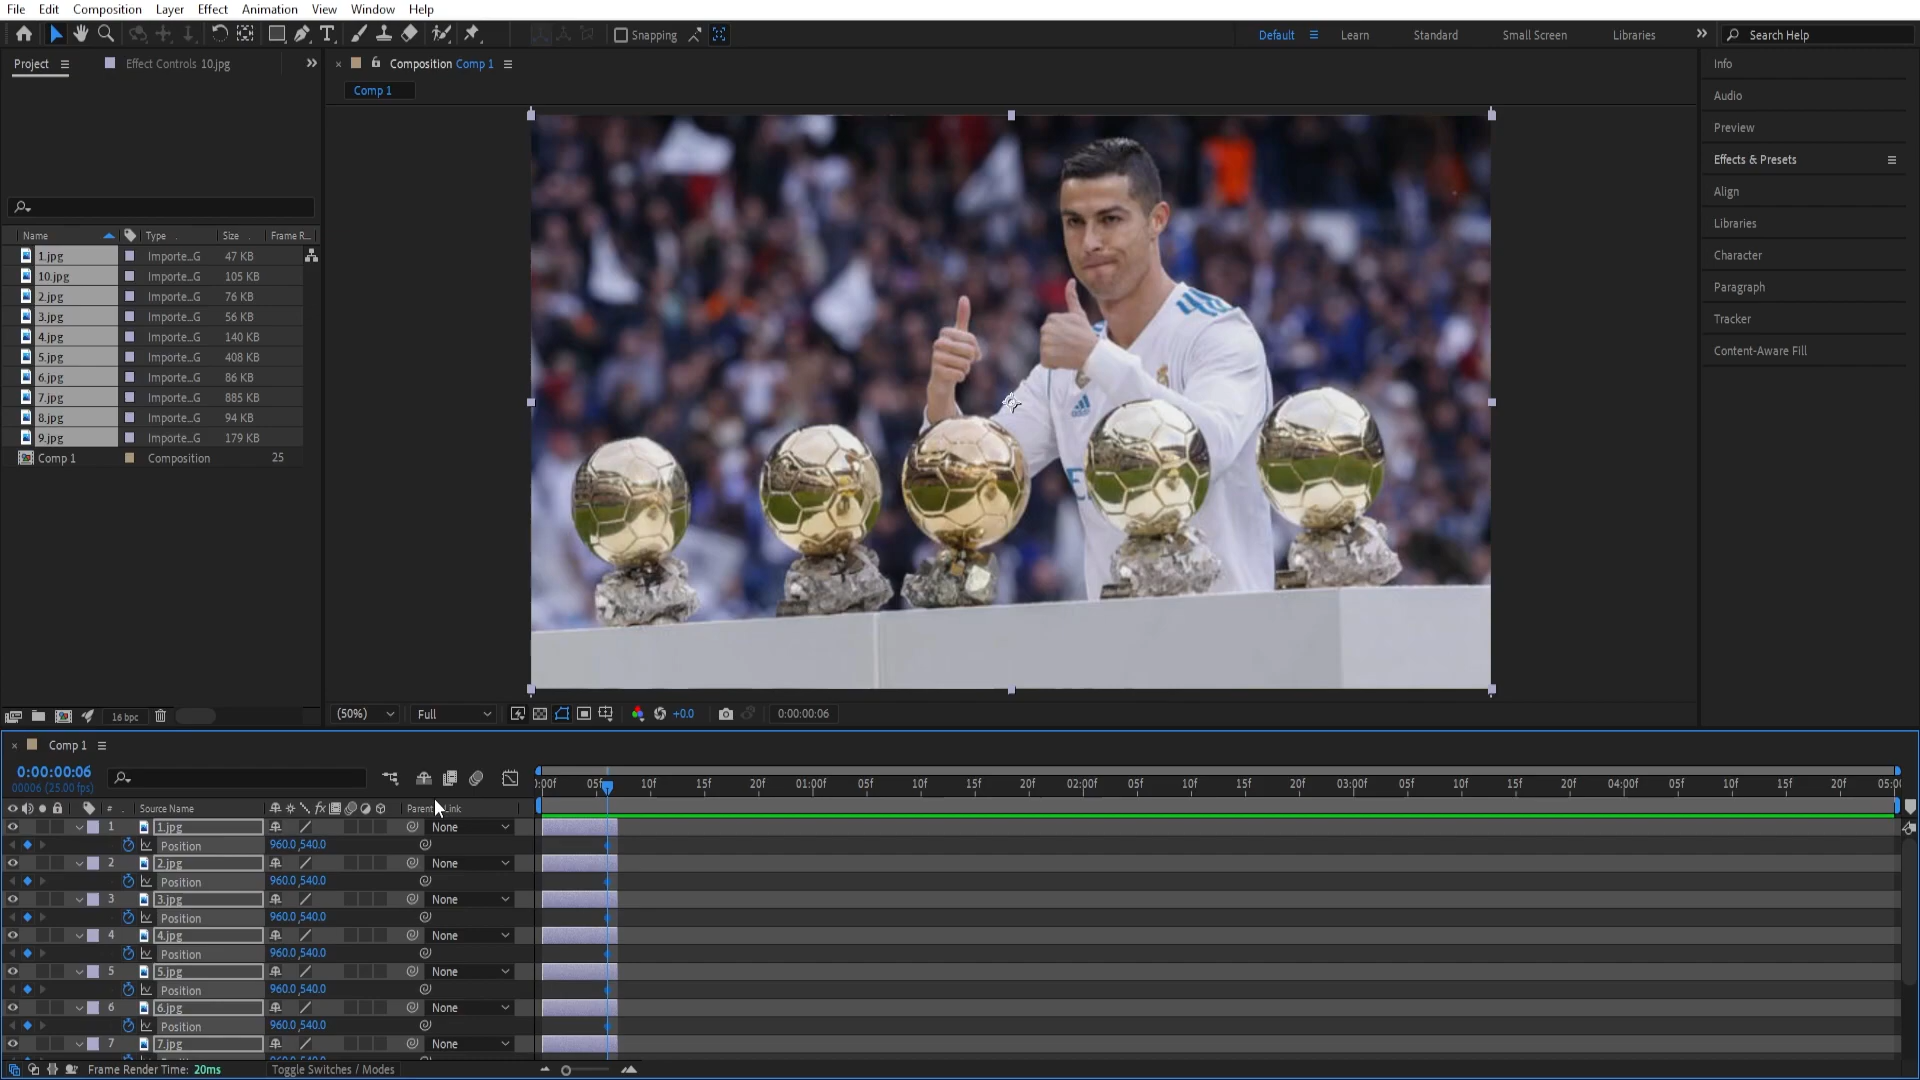 File Edit Composition Layer Effect Animation View Window Help
Snapping
Default Learn Standard Small Screen Libraries Search Help
Project Effect Controls 10.jpg
Composition Comp 1
Comp 1
Name Type Size Frame R...
1.jpg Importe...G 47 KB
10.jpg Importe...G 105 KB
2.jpg Importe...G 76 KB
3.jpg Importe...G 56 KB
4.jpg Importe...G 140 KB
5.jpg Importe...G 408 KB
6.jpg Importe...G 86 KB
7.jpg Importe...G 885 KB
8.jpg Importe...G 94 KB
9.jpg Importe...G 179 KB
Comp 1 Composition 25
16 bpc
adidas
(50%) Full +0.0 0:00:00:06
Info
Audio
Preview
Effects & Presets
Align
Libraries
Character
Paragraph
Tracker
Content-Aware Fill
Comp 1
0:00:00:06
00006 (25.00 fps)
):00f 05f 10f 15f 20f 01:00f 05f 10f 15f 20f 02:00f 05f 10f 15f 20f 03:00f 05f 10f 15f 20f 04:00f 05f 10f 15f 20f 05:00
# Source Name fx Parent Link
1 1.jpg None
Position 960.0,540.0
2 2.jpg None
Position 960.0,540.0
3 3.jpg None
Position 960.0,540.0
4 4.jpg None
Position 960.0,540.0
5 5.jpg None
Position 960.0,540.0
6 6.jpg None
Position 960.0,540.0
7 7.jpg None
Frame Render Time: 20ms Toggle Switches / Modes